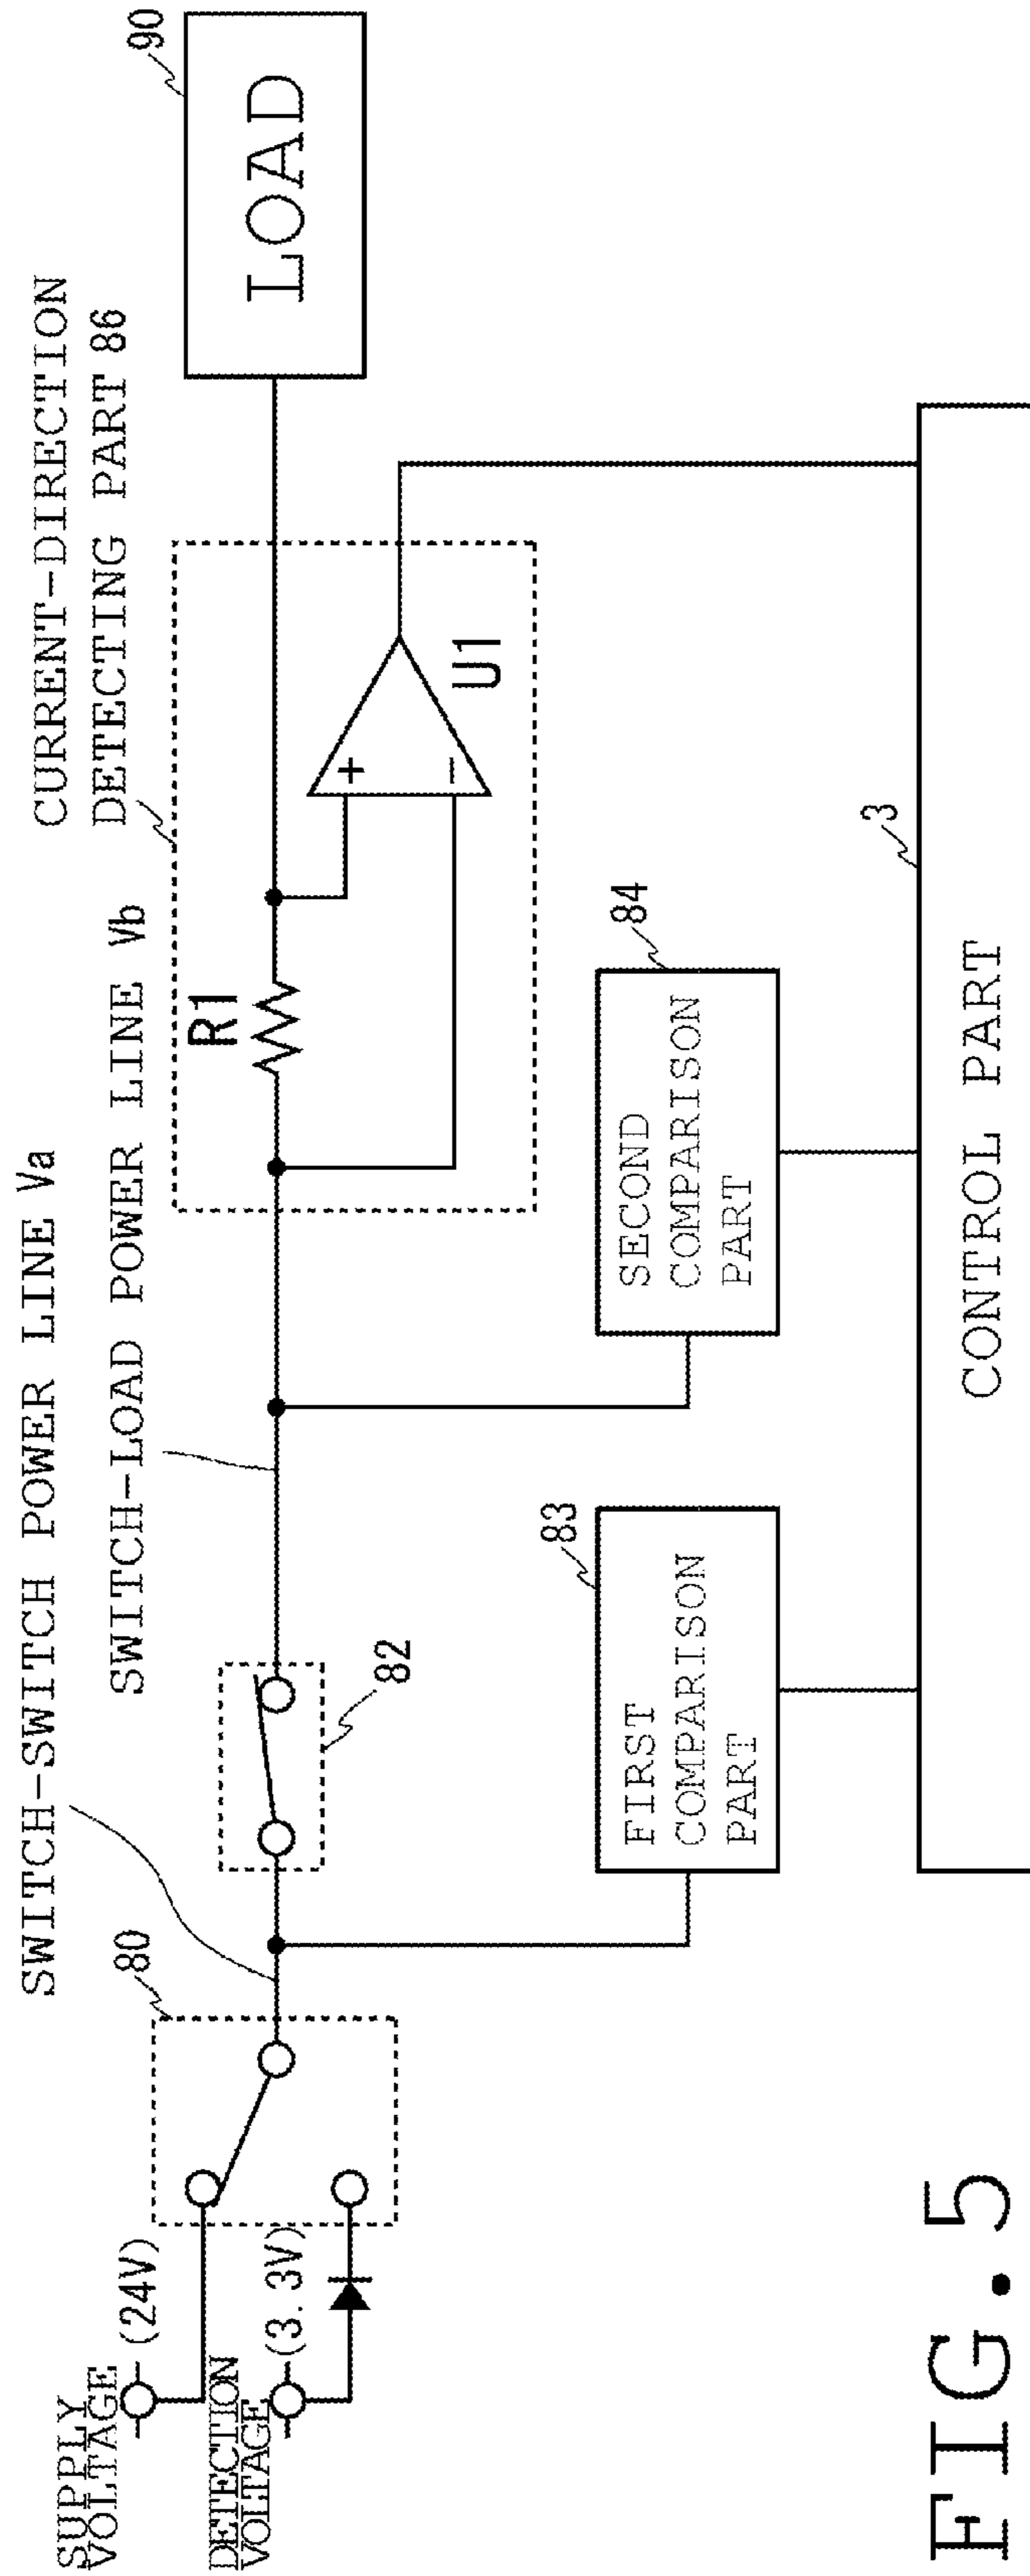 SWITCH-SWITCH POWER LINE Va
SWITCH-LOAD POWER LINE Vb
CURRENT-DIRECTION
DETECTING PART 86
SUPPLY
VOLTAGE
(24V)
DETECTION
VOLTAGE
(3. 3V)
80
82
R1
+
−
U1
90
LOAD
83
FIRST
COMPARISON
PART
84
SECOND
COMPARISON
PART
3
CONTROL PART
FIG. 5